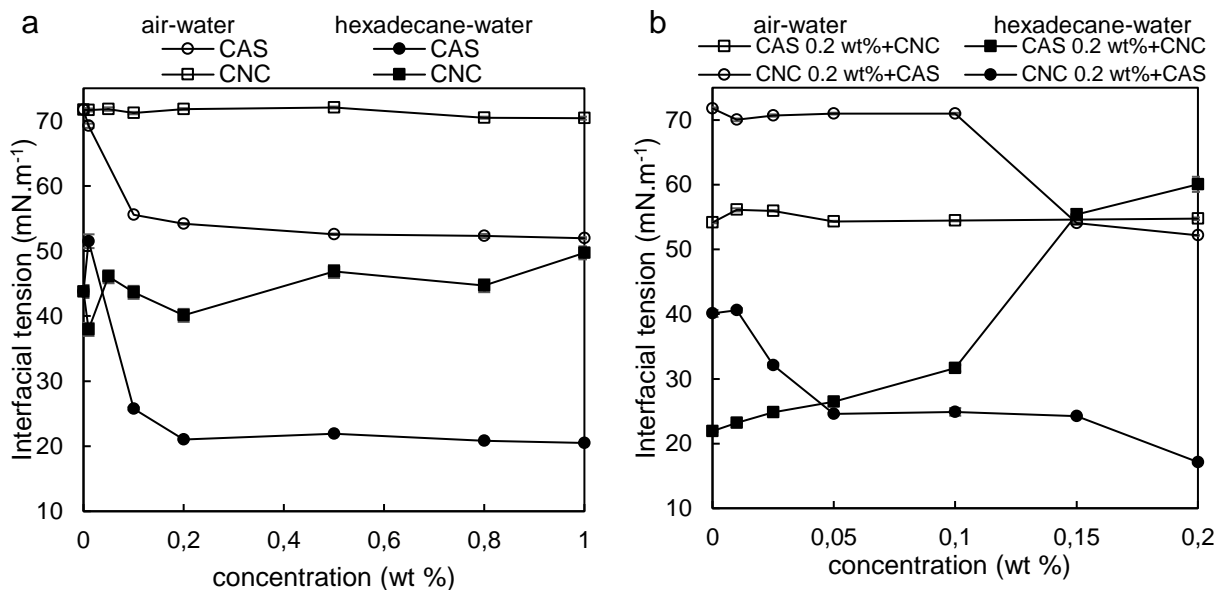 a
air-water hexadecane-water
CAS CAS
CNC CNC
Interfacial tension (mN.m-1)
70
60
50
40
30
20
10
0 0,2 0,4 0,6 0,8 1
concentration (wt %)
b
air-water hexadecane-water
CAS 0.2 wt%+CNC CAS 0.2 wt%+CNC
CNC 0.2 wt%+CAS CNC 0.2 wt%+CAS
Interfacial tension (mN.m-1)
70
60
50
40
30
20
10
0 0,05 0,1 0,15 0,2
concentration (wt %)